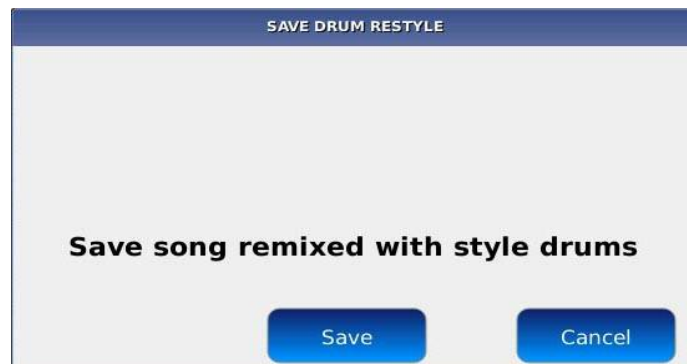 SAVE DRUM RESTYLE
Save song remixed with style drums
Save
Cancel